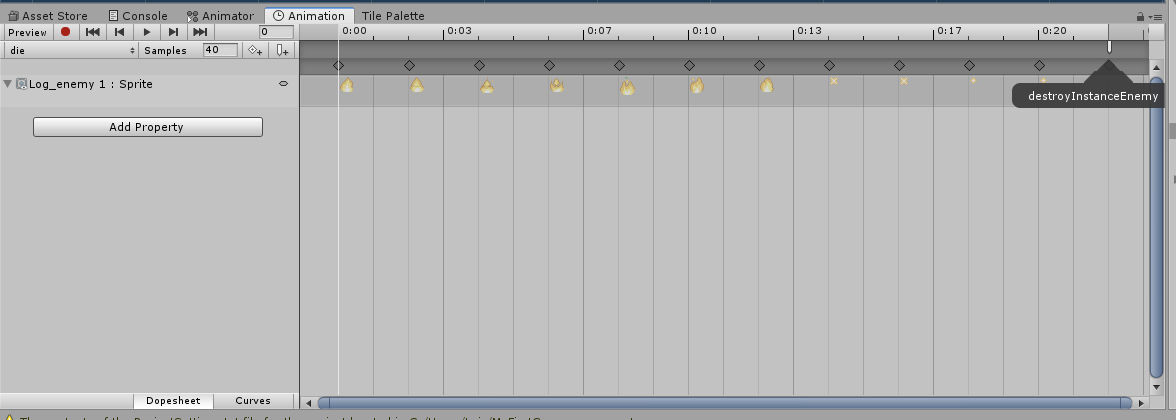 Asset Store Console Animator Animation Tile Palette
Preview 0 0:00 0:03 0:07 0:10 0:13 0:17 0:20
die Samples 40
Log_enemy 1 : Sprite
destroyInstanceEnemy
Add Property
Dopesheet Curves